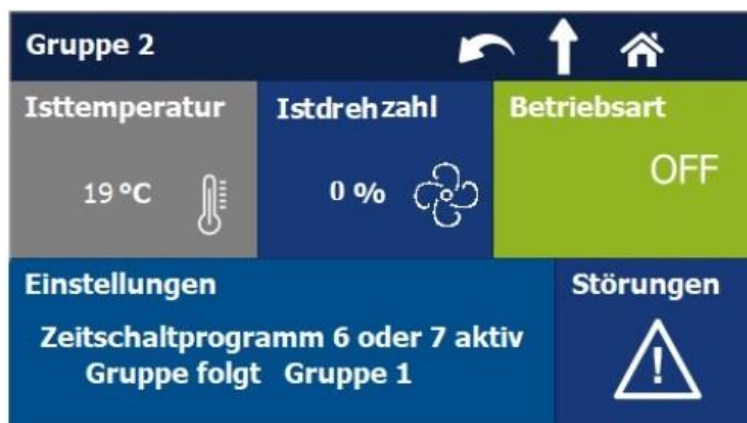 Gruppe 2
Isttemperatur
Istdrehzahl
Betriebsart
OFF
19 °C
0 %
Einstellungen
Störungen
Zeitschaltprogramm 6 oder 7 aktiv
Gruppe folgt Gruppe 1
!